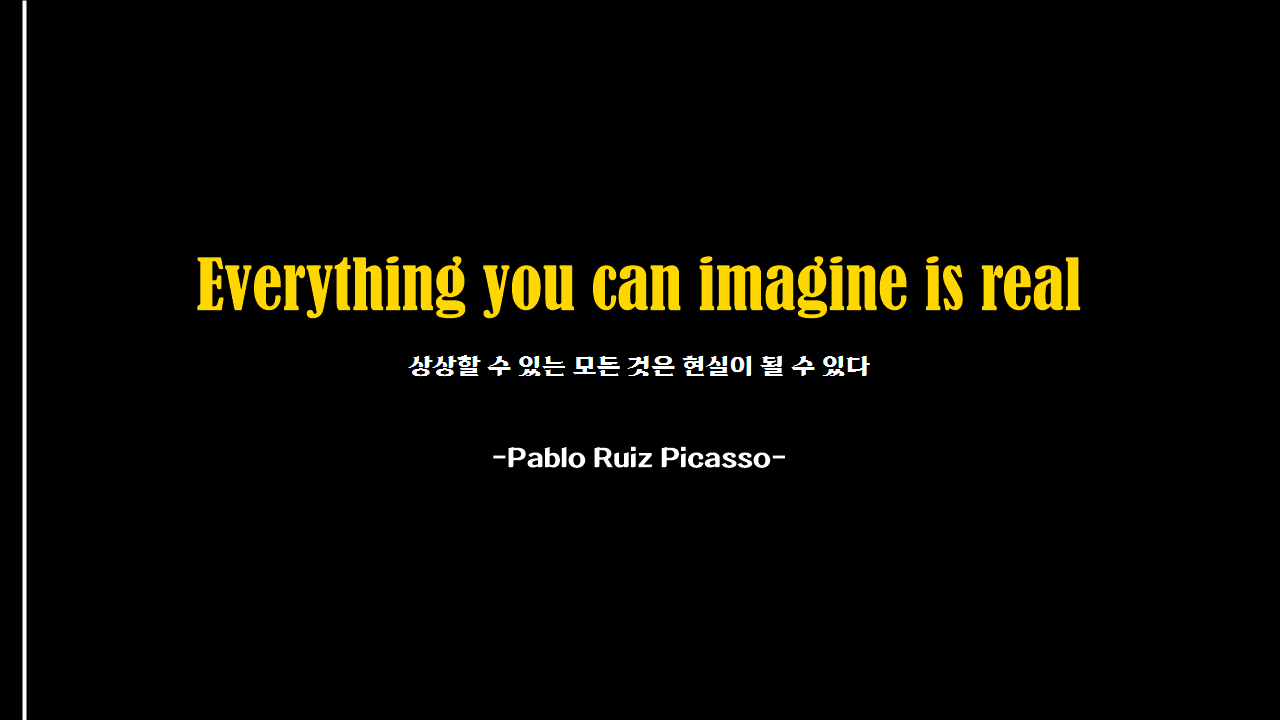 Everything you can imagine is real
상상할 수 있는 모든 것은 현실이 될 수 있다
-Pablo Ruiz Picasso-